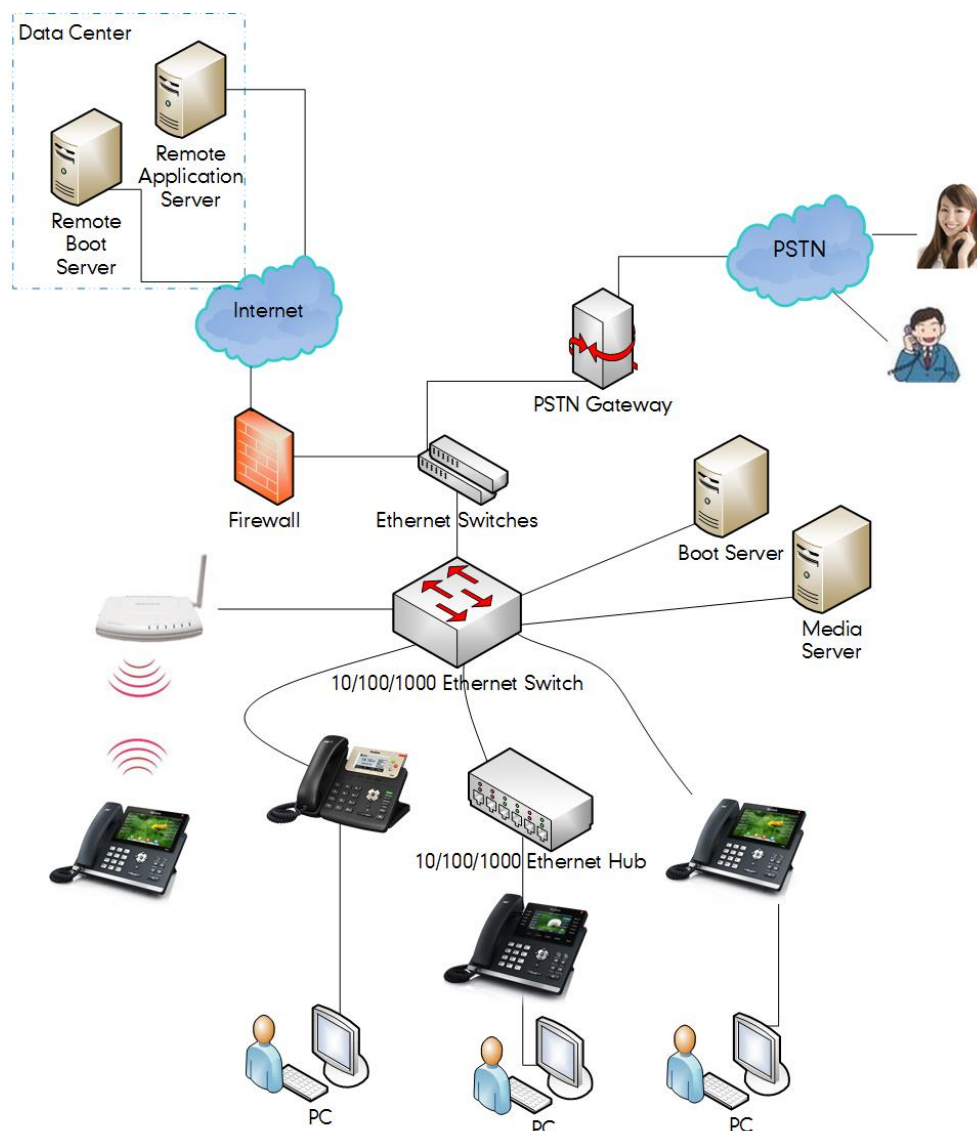 Data Center
Remote
Application
Server
Remote
Boot
Server
Internet
PSTN
PSTN Gateway
Firewall
Ethernet Switches
Boot Server
Media
Server
10/100/1000 Ethernet Switch
10/100/1000 Ethernet Hub
PC
PC
PC